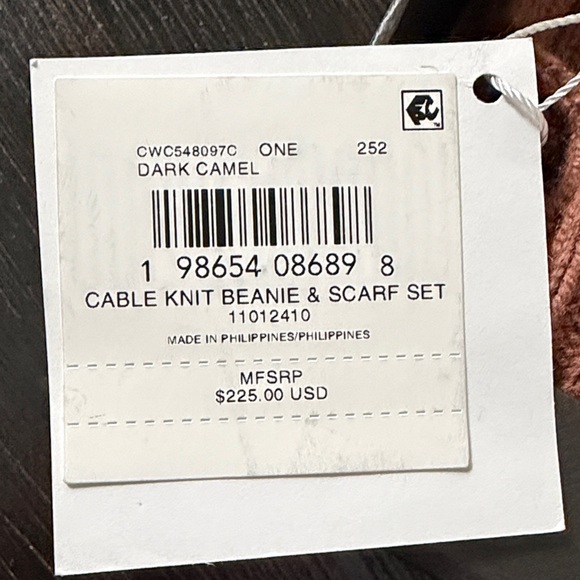 CWC548097C ONE 252
DARK CAMEL
1 98654 08689 8
CABLE KNIT BEANIE & SCARF SET
11012410
MADE IN PHILIPPINES/PHILIPPINES
MFSRP
$225.00 USD